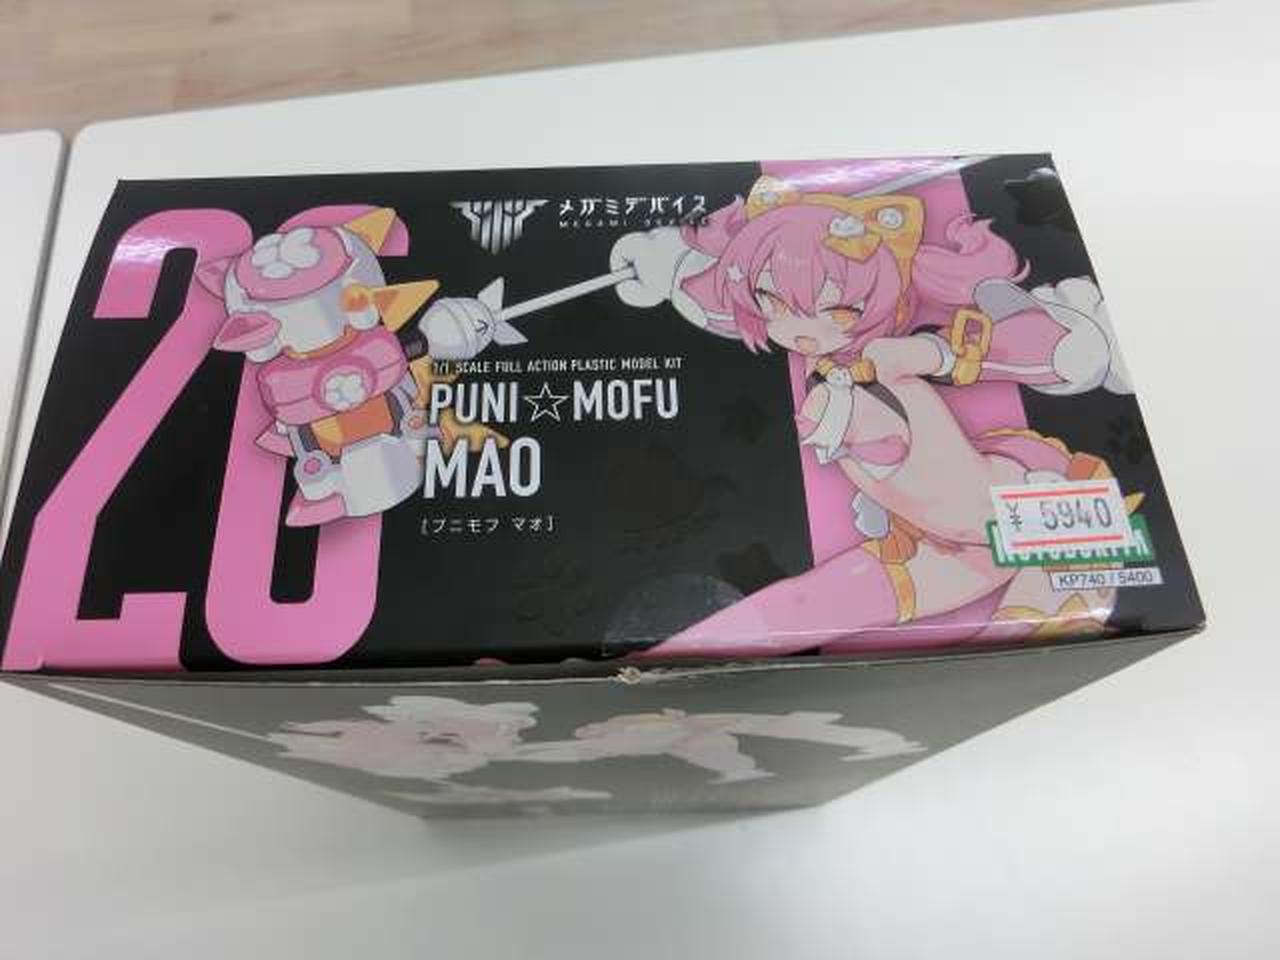 26
メガミデバイス
MEGAMI DEVICE
1/1 SCALE FULL ACTION PLASTIC MODEL KIT
PUNI☆MOFU
MAO
[プニモフ マオ]
¥ 5940
KP740 / 5400